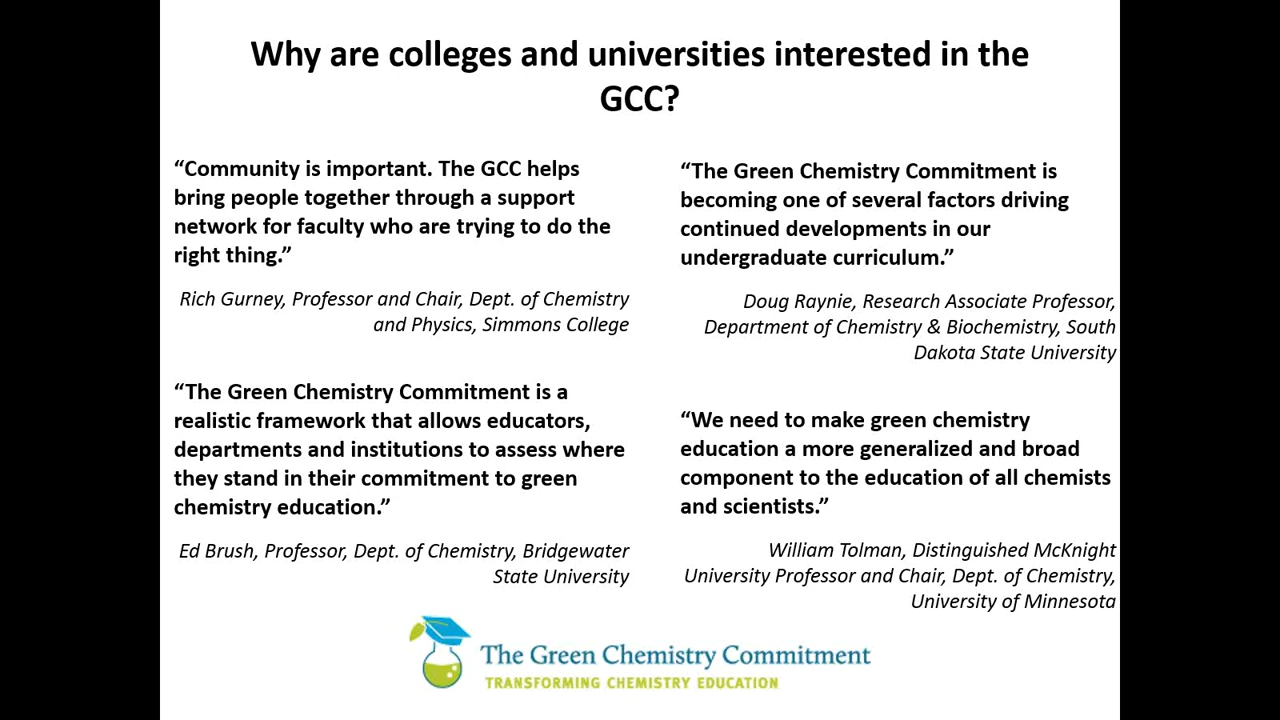 Why are colleges and universities interested in the
GCC?
“Community is important. The GCC helps
bring people together through a support
network for faculty who are trying to do the
right thing.”
Rich Gurney, Professor and Chair, Dept. of Chemistry
and Physics, Simmons College
“The Green Chemistry Commitment is a
realistic framework that allows educators,
departments and institutions to assess where
they stand in their commitment to green
chemistry education.”
Ed Brush, Professor, Dept. of Chemistry, Bridgewater
State University
“The Green Chemistry Commitment is
becoming one of several factors driving
continued developments in our
undergraduate curriculum.”
Doug Raynie, Research Associate Professor,
Department of Chemistry & Biochemistry, South
Dakota State University
“We need to make green chemistry
education a more generalized and broad
component to the education of all chemists
and scientists.”
William Tolman, Distinguished McKnight
University Professor and Chair, Dept. of Chemistry,
University of Minnesota
The Green Chemistry Commitment
TRANSFORMING CHEMISTRY EDUCATION